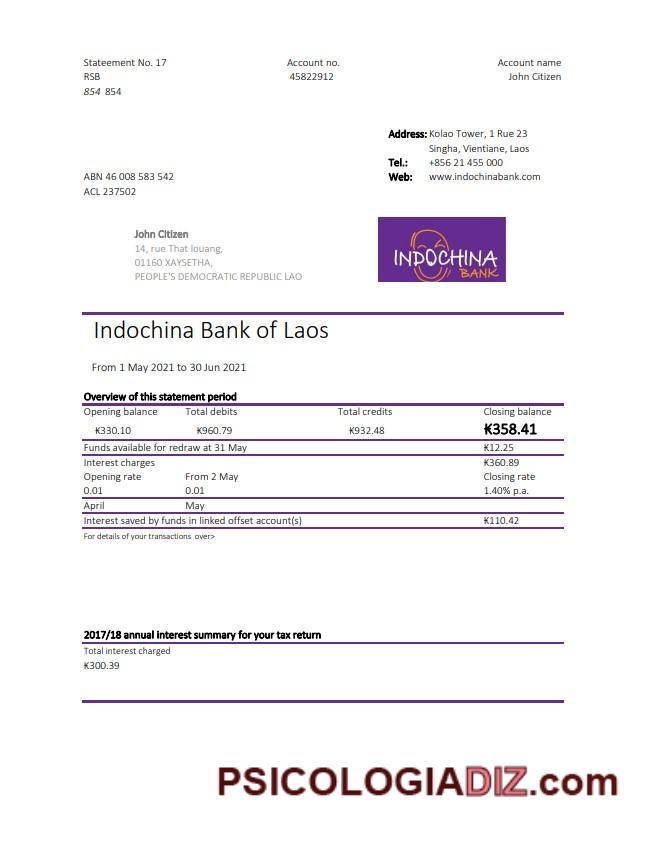 Stateement No. 17 Account no. Account name
RSB 45822912 John Citizen
854 854
Address: Kolao Tower, 1 Rue 23
Singha, Vientiane, Laos
Tel.: +856 21 455 000
ABN 46 008 583 542 Web: www.indochinabank.com
ACL 237502
John Citizen
14, rue That louang,
01160 XAYSETHA,
PEOPLE'S DEMOCRATIC REPUBLIC LAO
INDOCHINA
BANK
Indochina Bank of Laos
From 1 May 2021 to 30 Jun 2021
Overview of this statement period
Opening balance Total debits Total credits Closing balance
₭330.10 ₭960.79 ₭932.48 ₭358.41
Funds available for redraw at 31 May ₭12.25
Interest charges ₭360.89
Opening rate From 2 May Closing rate
0.01 0.01 1.40% p.a.
April May
Interest saved by funds in linked offset account(s) ₭110.42
For details of your transactions over>
2017/18 annual interest summary for your tax return
Total interest charged
₭300.39
PSICOLOGIADIZ.com